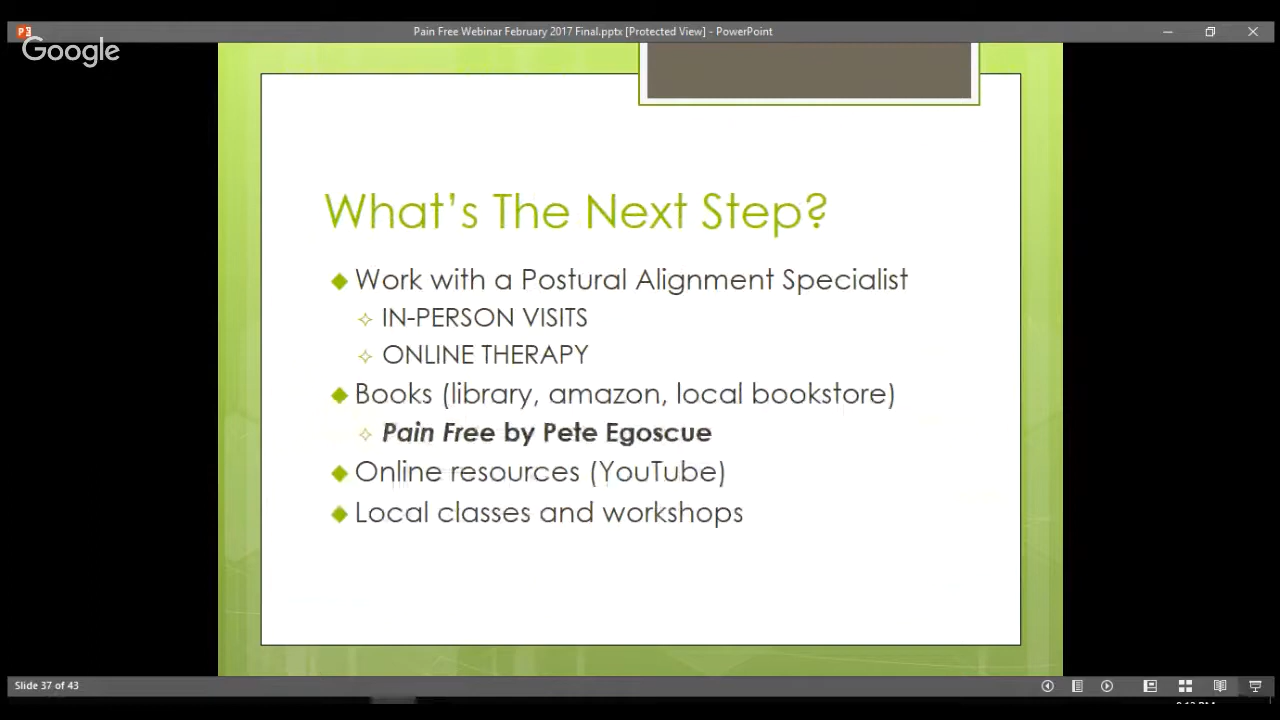 Pain Free Webinar February 2017 Final.pptx [Protected View] - PowerPoint
Google
What's The Next Step?
Work with a Postural Alignment Specialist
IN-PERSON VISITS
ONLINE THERAPY
Books (library, amazon, local bookstore)
Pain Free by Pete Egoscue
Online resources (YouTube)
Local classes and workshops
Slide 37 of 43